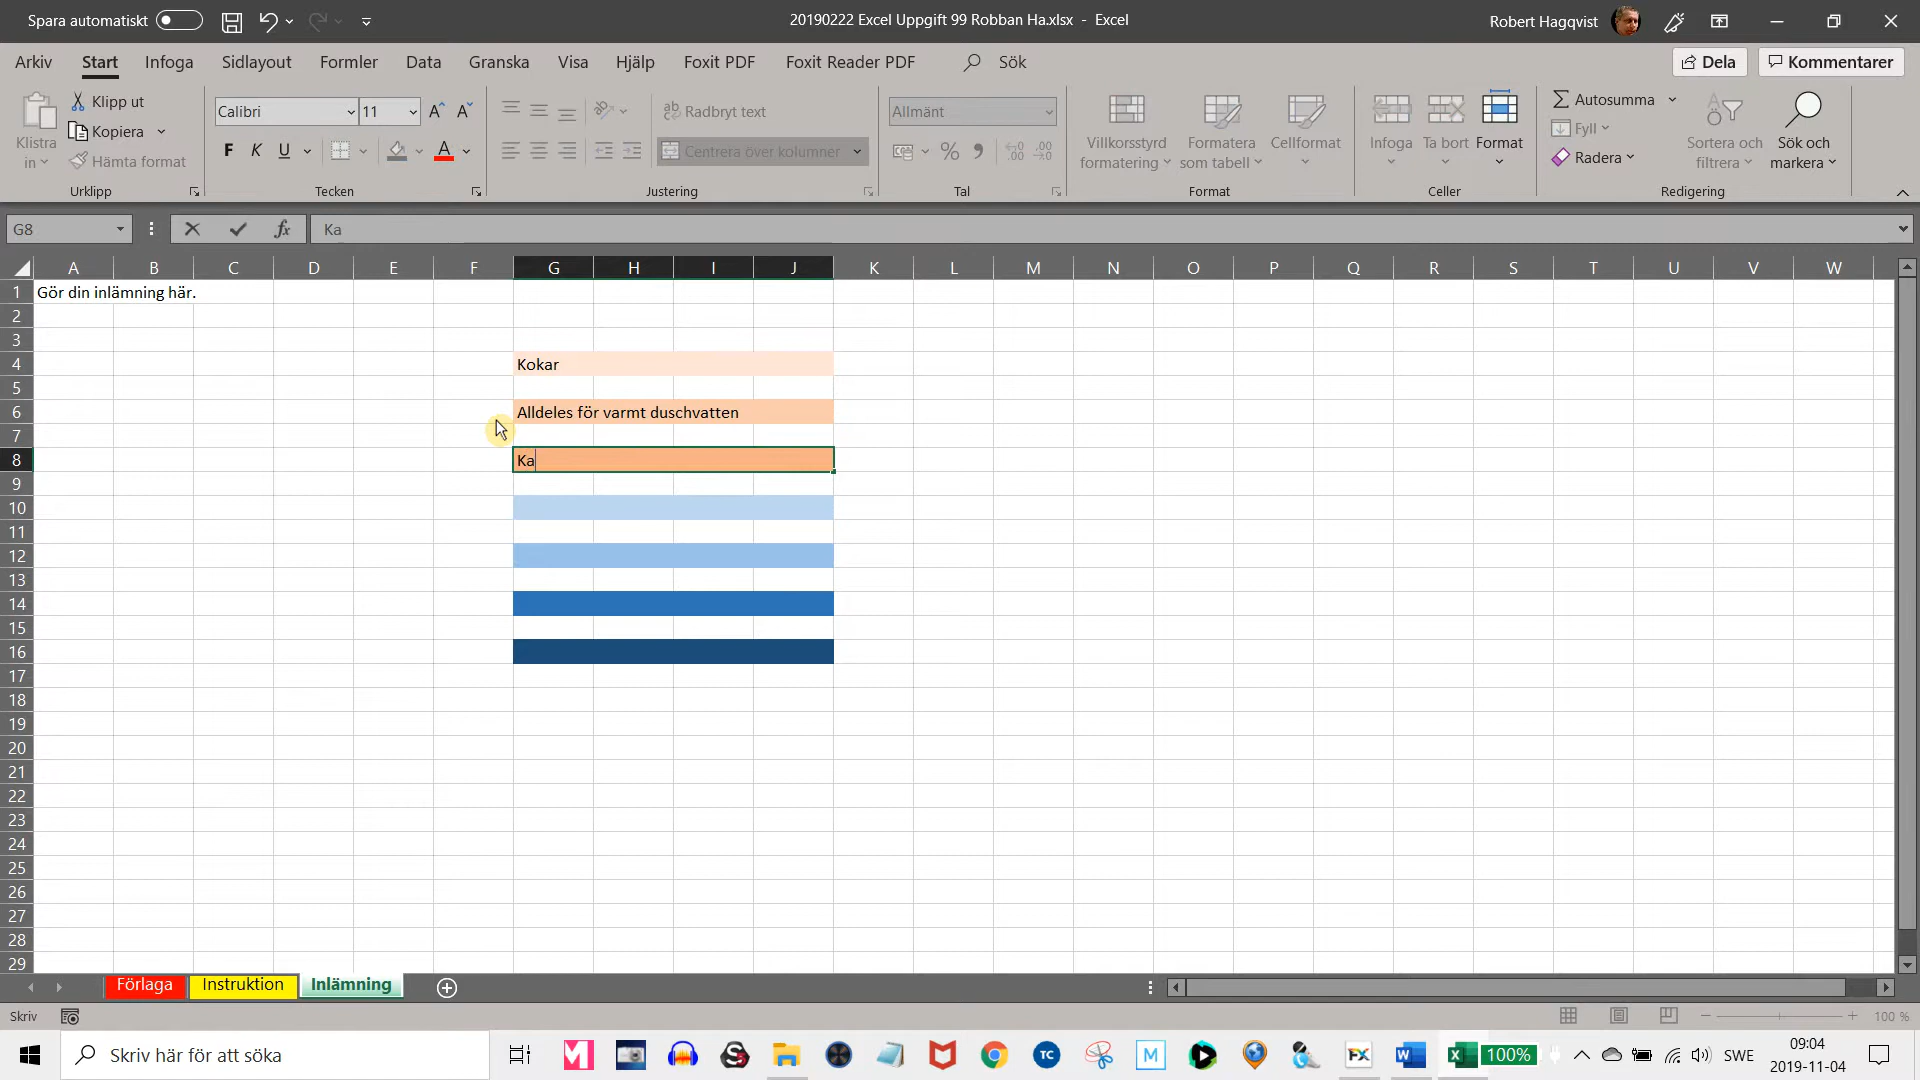 Spara automatiskt
20190222 Excel Uppgift 99 Robban Ha.xlsx - Excel
Robert Hagqvist
Arkiv Start Infoga Sidlayout Formler Data Granska Visa Hjälp Foxit PDF Foxit Reader PDF Sök Dela Kommentarer
Klistra in
Klipp ut
Kopiera
Hämta format
Urklipp
Calibri 11
F K U A
Tecken
Radbryt text
Centrera över kolumner
Justering
Allmänt
Tal
Villkorsstyrd formatering
Formatera som tabell
Cellformat
Format
Infoga
Ta bort
Format
Celler
Autosumma
Fyll
Radera
Sortera och filtrera
Sök och markera
Redigering
G8 fx Ka
A B C D E F G H I J K L M N O P Q R S T U V W
1 Gör din inlämning här.
2
3
4 Kokar
5
6 Alldeles för varmt duschvatten
7
8 Ka
9
10
11
12
13
14
15
16
17
18
19
20
21
22
23
24
25
26
27
28
29
Förlaga Instruktion Inlämning
Skriv
100 %
Skriv här för att söka
100%
SWE
09:04
2019-11-04